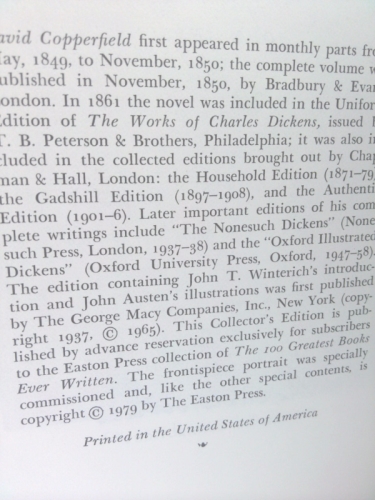 avid Copperfield first appeared in monthly parts fr
May, 1849, to November, 1850; the complete volume w
ublished in November, 1850, by Bradbury & Eva
London. In 1861 the novel was included in the Unifor
Edition of The Works of Charles Dickens, issued b
T. B. Peterson & Brothers, Philadelphia; it was also in
cluded in the collected editions brought out by Chap
man & Hall, London: the Household Edition (1871-79)
the Gadshill Edition (1897-1908), and the Authenti
Edition (1901-6). Later important editions of his com
plete writings include "The Nonesuch Dickens" (None
such Press, London, 1937-38) and the "Oxford Illustrated
Dickens" (Oxford University Press, Oxford, 1947-58).
The edition containing John T. Winterich's introduc-
tion and John Austen's illustrations was first published
by The George Macy Companies, Inc., New York (copy-
right 1937, © 1965). This Collector's Edition is pub-
lished by advance reservation exclusively for subscribers
to the Easton Press collection of The 100 Greatest Books
Ever Written. The frontispiece portrait was specially
commissioned and, like the other special contents, is
copyright © 1979 by The Easton Press.
Printed in the United States of America